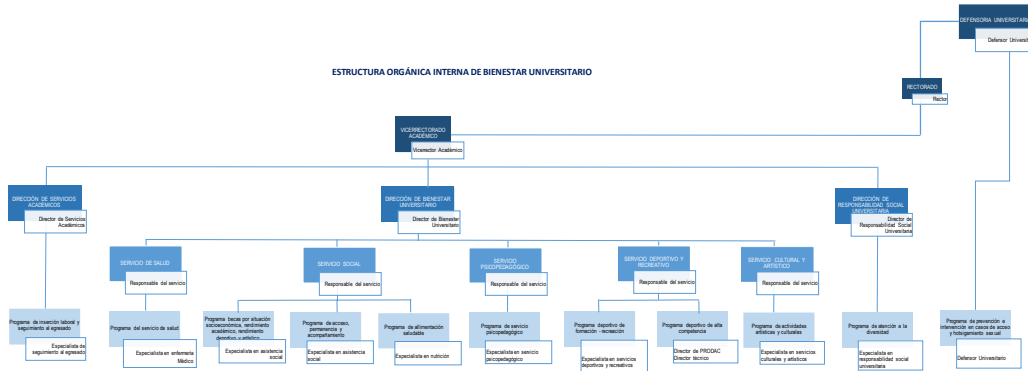 DEFENSORIA UNIVERSITARIA
Defensor Universit
ESTRUCTURA ORGÁNICA INTERNA DE BIENESTAR UNIVERSITARIO
RECTORADO
Rector
VICERRECTORADO
ACADÉMICO
Vicerrector Académico
DIRECCIÓN DE SERVICIOS
ACADÉMICOS
Director de Servicios
Académicos
DIRECCIÓN DE BIENESTAR
UNIVERSITARIO
Director de Bienestar
Universitario
DIRECCIÓN DE
RESPONSABILIDAD SOCIAL
UNIVERSITARIA
Director de
Responsabilidad Social
Universitaria
SERVICIO DE SALUD
Responsable del servicio
SERVICIO SOCIAL
Responsable del servicio
SERVICIO
PSICOPEDAGÓGICO
Responsable del servicio
SERVICIO DEPORTIVO Y
RECREATIVO
Responsable del servicio
SERVICIO CULTURAL Y
ARTÍSTICO
Responsable del servicio
Programa de inserción laboral y
seguimiento al egresado
Especialista de
seguimiento al egresado
Programa del servicio de salud
Especialista en enfermería
Médico
Programa becas por situación
socioeconómica, rendimiento
académico, rendimiento
deportivo y artístico
Especialista en asistencia
social
Programa de acceso,
permanencia y
acompañamiento
Especialista en asistencia
social
Programa de alimentación
saludable
Especialista en nutrición
Programa de servicio
psicopedagógico
Especialista en servicio
psicopedagógico
Programa deportivo de
formación - recreación
Especialista en servicios
deportivos y recreativos
Programa deportivo de alta
competencia
Director de PRODAC
Director técnico
Programa de actividades
artísticas y culturales
Especialista en servicios
culturales y artísticos
Programa de atención a la
diversidad
Especialista en
responsabilidad social
universitaria
Programa de prevención e
intervención en casos de acoso
y hotsigamiento sexual
Defensor Universitario